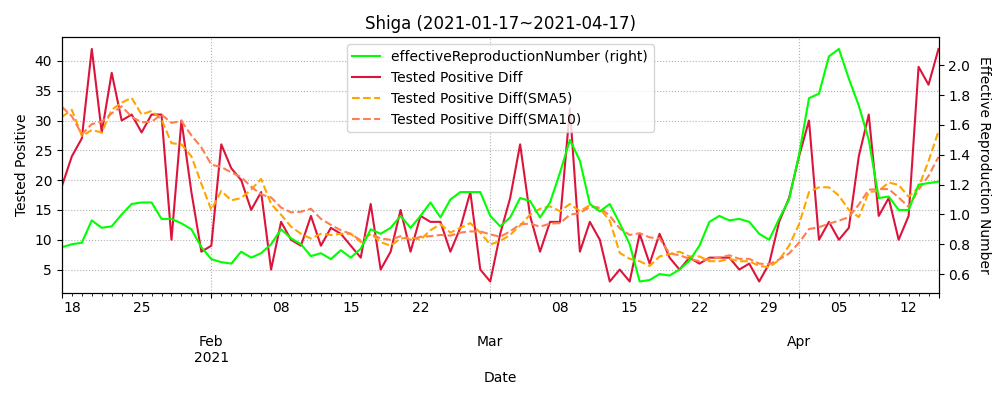 Shiga (2021-01-17~2021-04-17)
effectiveReproductionNumber (right)
Tested Positive Diff
Tested Positive Diff(SMA5)
Tested Positive Diff(SMA10)
Tested Positive
40
35
30
25
20
15
10
5
2.0
1.8
1.6
1.4
1.2
1.0
0.8
0.6
Effective Reproduction Number
18 25 08 15 22 08 15 22 29 05 12
Feb Mar Apr
2021
Date